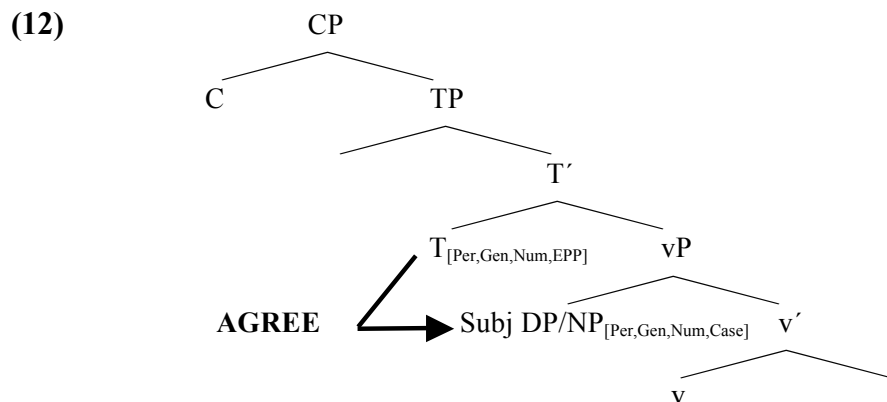 (12) CP
C TP
T´
T[Per,Gen,Num,EPP] vP
AGREE Subj DP/NP[Per,Gen,Num,Case] v´
v